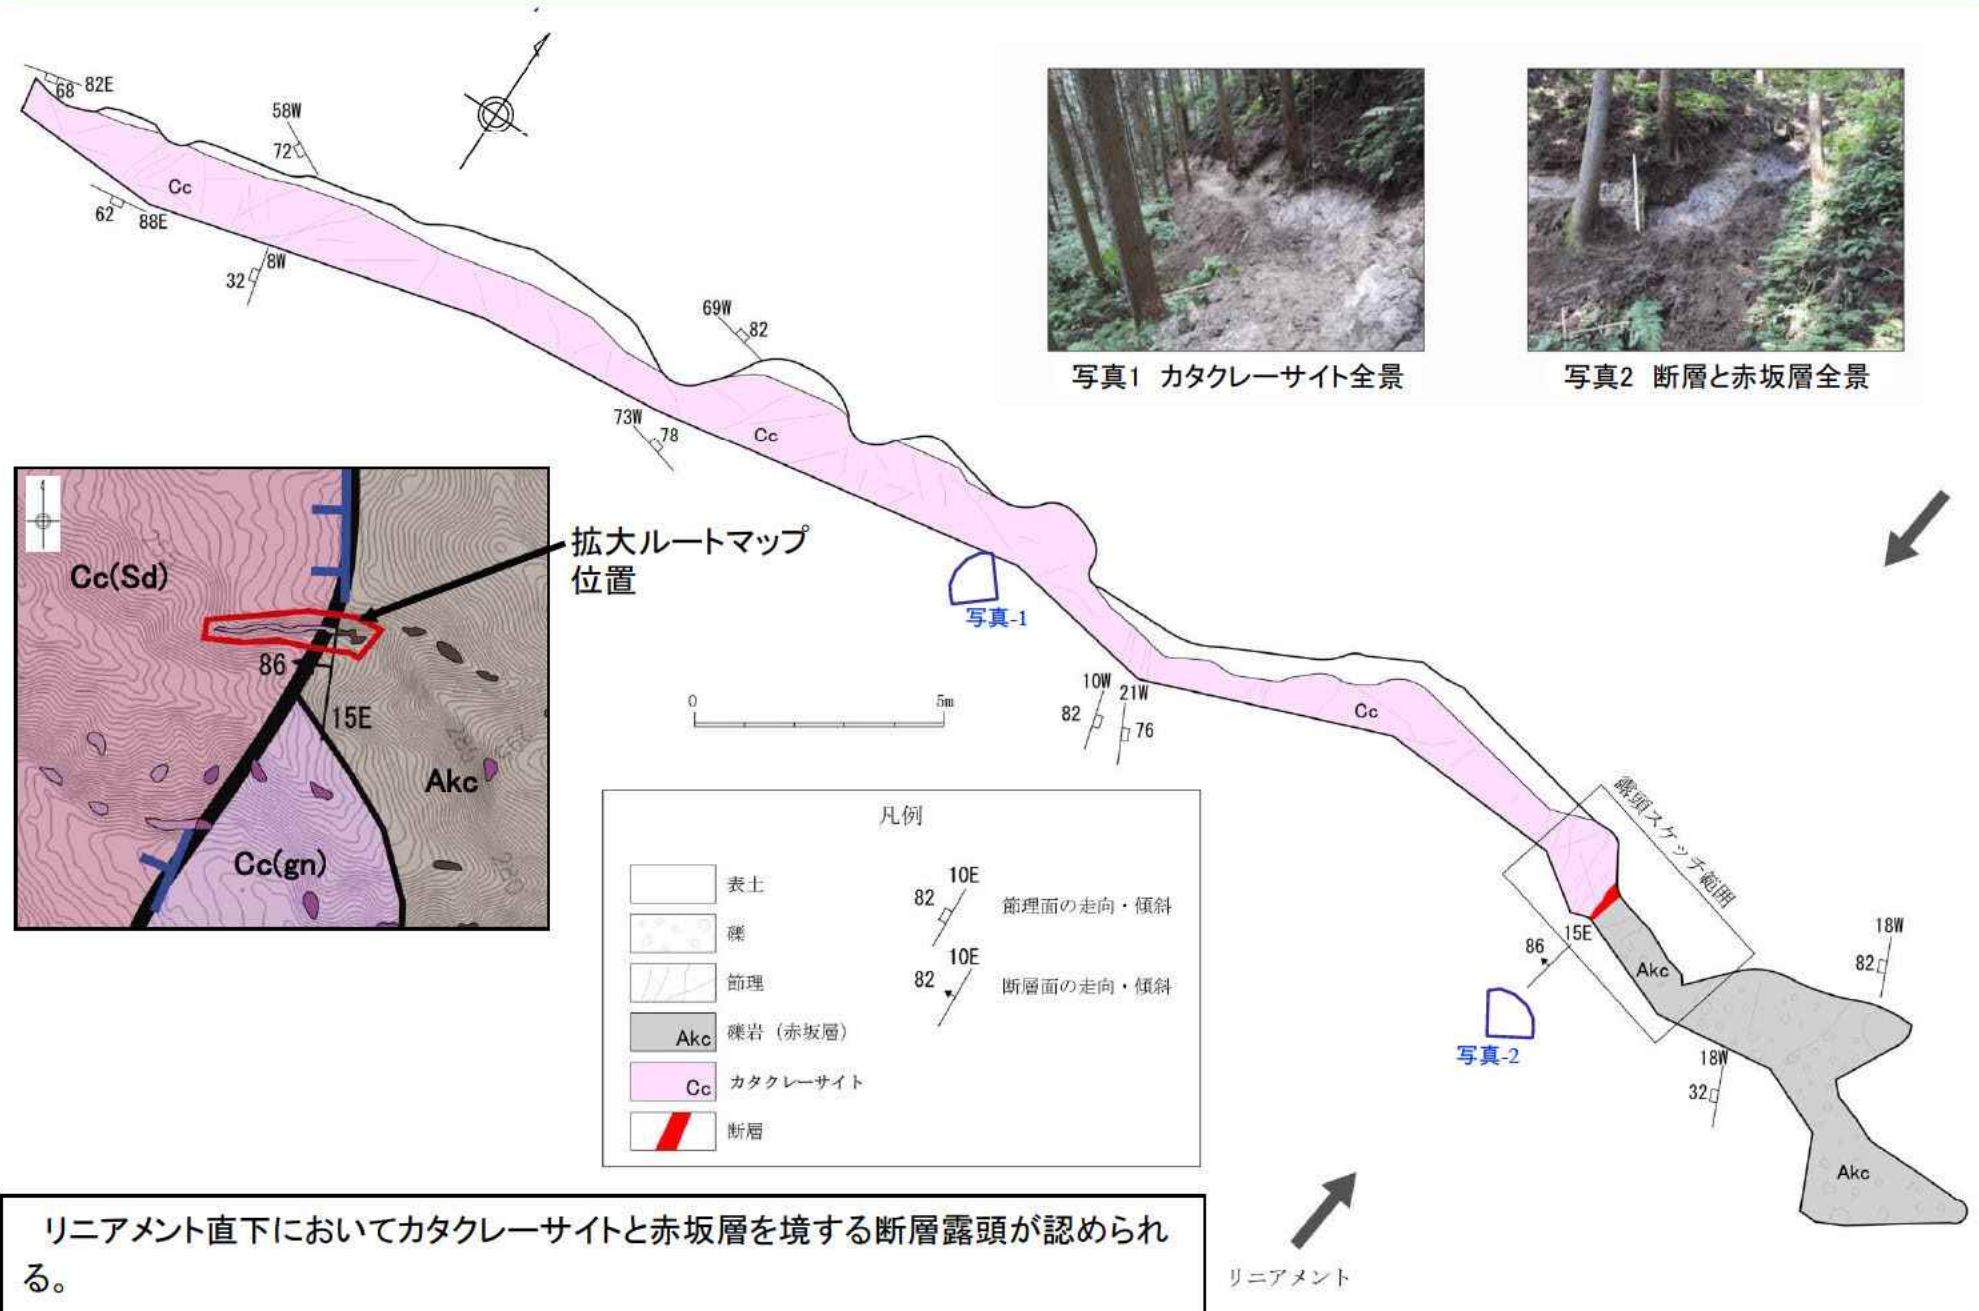 82E
68
58W
72
Cc
62
88E
8W
32
69W
82
73W
78
Cc
写真1 カタクレーサイト全景
写真2 断層と赤坂層全景
拡大ルートマップ
位置
Cc(Sd)
86
15E
Akc
Cc(gn)
280
写真-1
0
5m
10W
82
21W
76
Cc
露頭スケッチ範囲
凡例
表土
礫
節理
Akc
礫岩(赤坂層)
Cc
カタクレーサイト
断層
10E
82
節理面の走向・傾斜
10E
82
断層面の走向・傾斜
86
15E
Akc
写真-2
18W
82
18W
32
Akc
リニアメント直下においてカタクレーサイトと赤坂層を境する断層露頭が認められ
る。
リニアメント